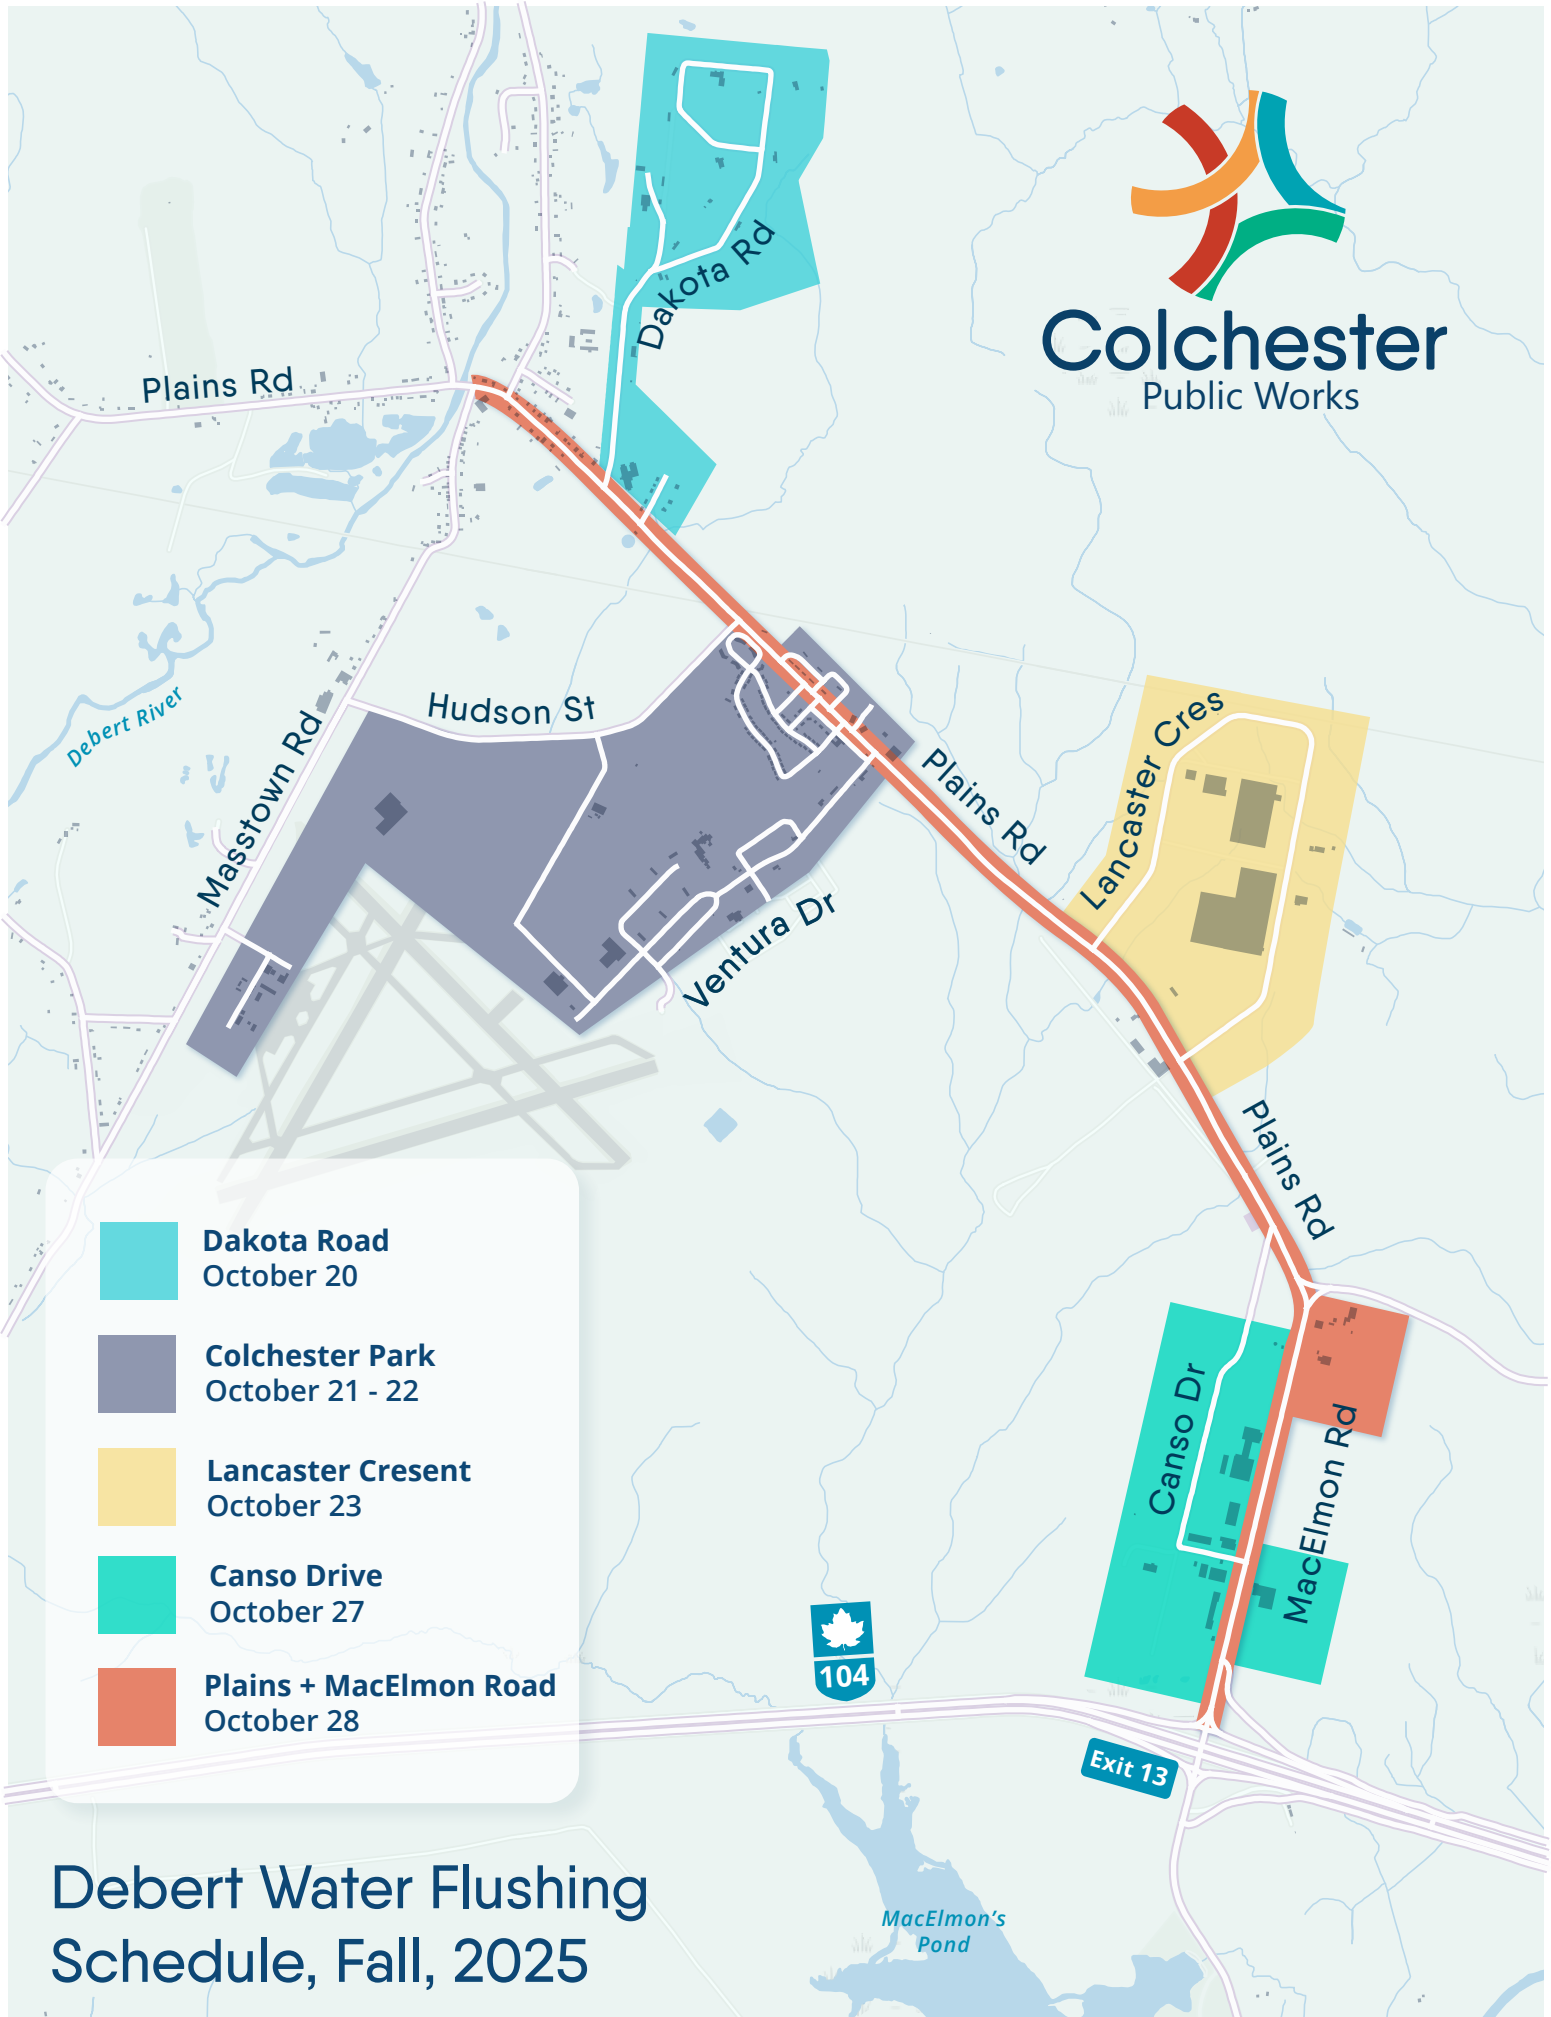 Dakota Rd
Colchester
Public Works
Plains Rd
Debert River
Hudson St
Masstown Rd
Plains Rd
Lancaster Cres
Ventura Dr
Plains Rd
Dakota Road
October 20
Colchester Park
October 21 - 22
Lancaster Cresent
October 23
Canso Drive
October 27
Plains + MacElmon Road
October 28
Canso Dr
MacElmon Rd
104
Exit 13
MacElmon's
Pond
Debert Water Flushing
Schedule, Fall, 2025